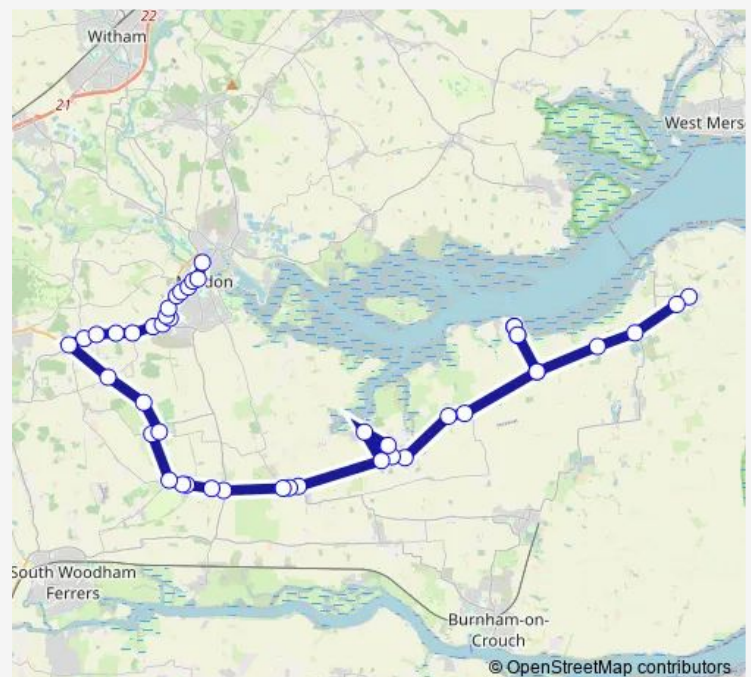 22
Witham
21
West Mers
M don
South Woodham
Ferrers
Burnham-on-
Crouch
© OpenStreetMap contributors